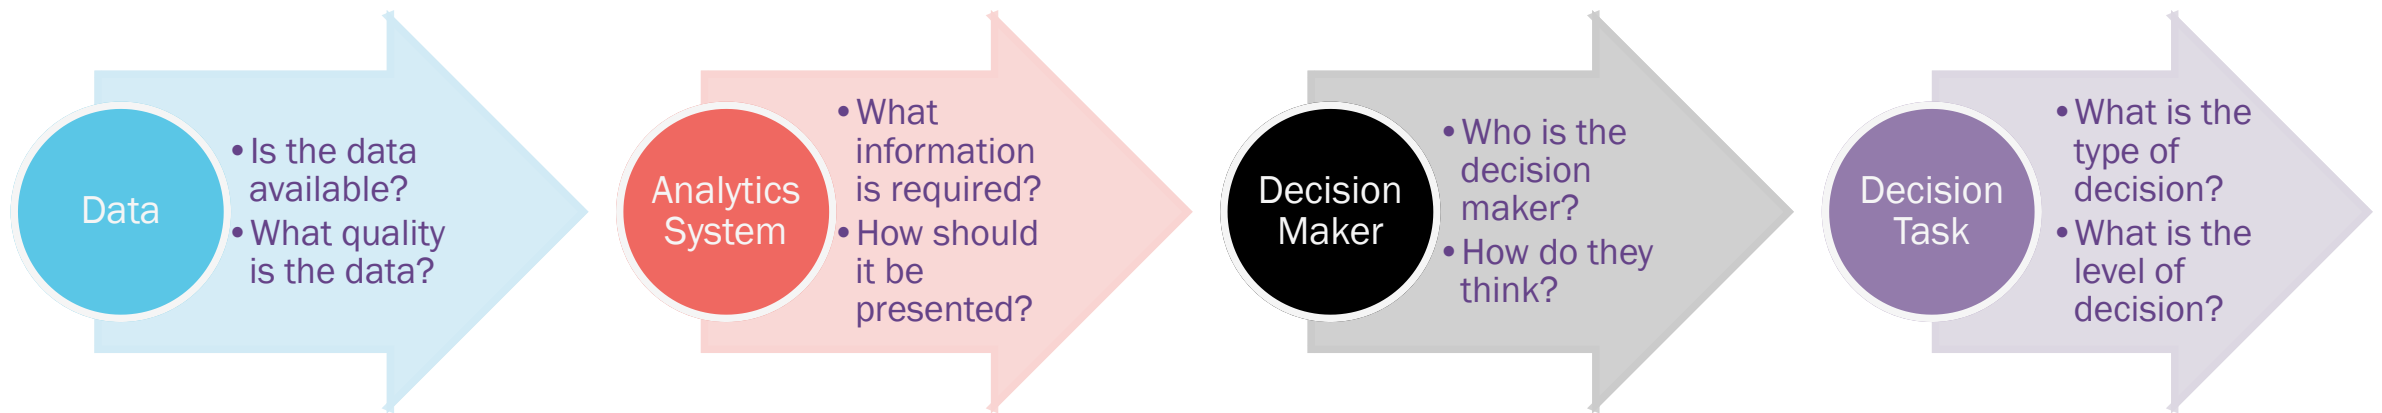 Data
• Is the data
available?
• What quality
is the data?
Analytics
System
• What
information
is required?
• How should
it be
presented?
Decision
Maker
• Who is the
decision
maker?
• How do they
think?
Decision
Task
• What is the
type of
decision?
• What is the
level of
decision?